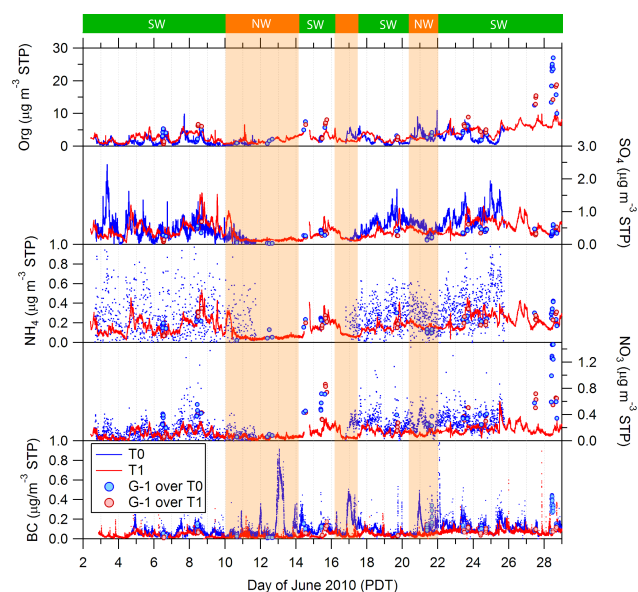 SW NW SW SW NW SW
30
20
10
0
Org (µg m-3 STP)
3.0
2.0
1.0
0.0
SO4 (µg m-3 STP)
1.0
0.8
0.6
0.4
0.2
0.0
NH4 (µg m-3 STP)
1.2
0.8
0.4
0.0
NO3 (µg m-3 STP)
1.0
0.8
0.6
0.4
0.2
0.0
BC (µg/m-3 STP)
T0
T1
G-1 over T0
G-1 over T1
2 4 6 8 10 12 14 16 18 20 22 24 26 28
Day of June 2010 (PDT)